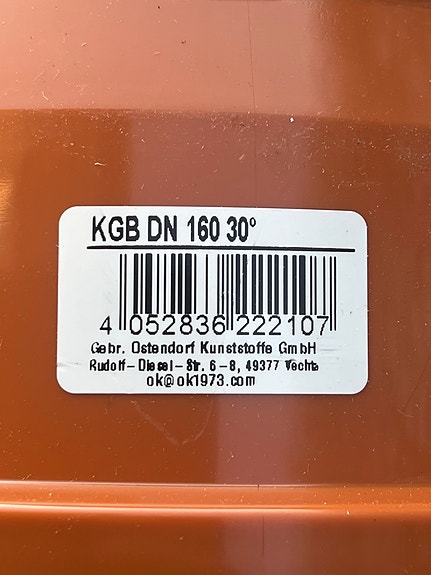 KGB DN 160 30°
4 052836 222107
Gebr. Ostendorf Kunststoffe GmbH
Rudolf-Diesel-Str. 6-8, 49377 Vechta
ok@ok1973.com